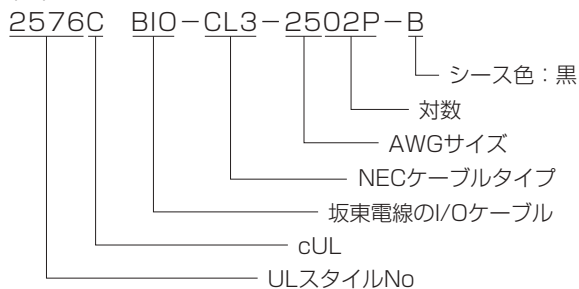 2576C BIO-CL3-2502P-B
シース色：黒
対数
AWGサイズ
NECケーブルタイプ
坂東電線のI/Oケーブル
cUL
ULスタイルNo